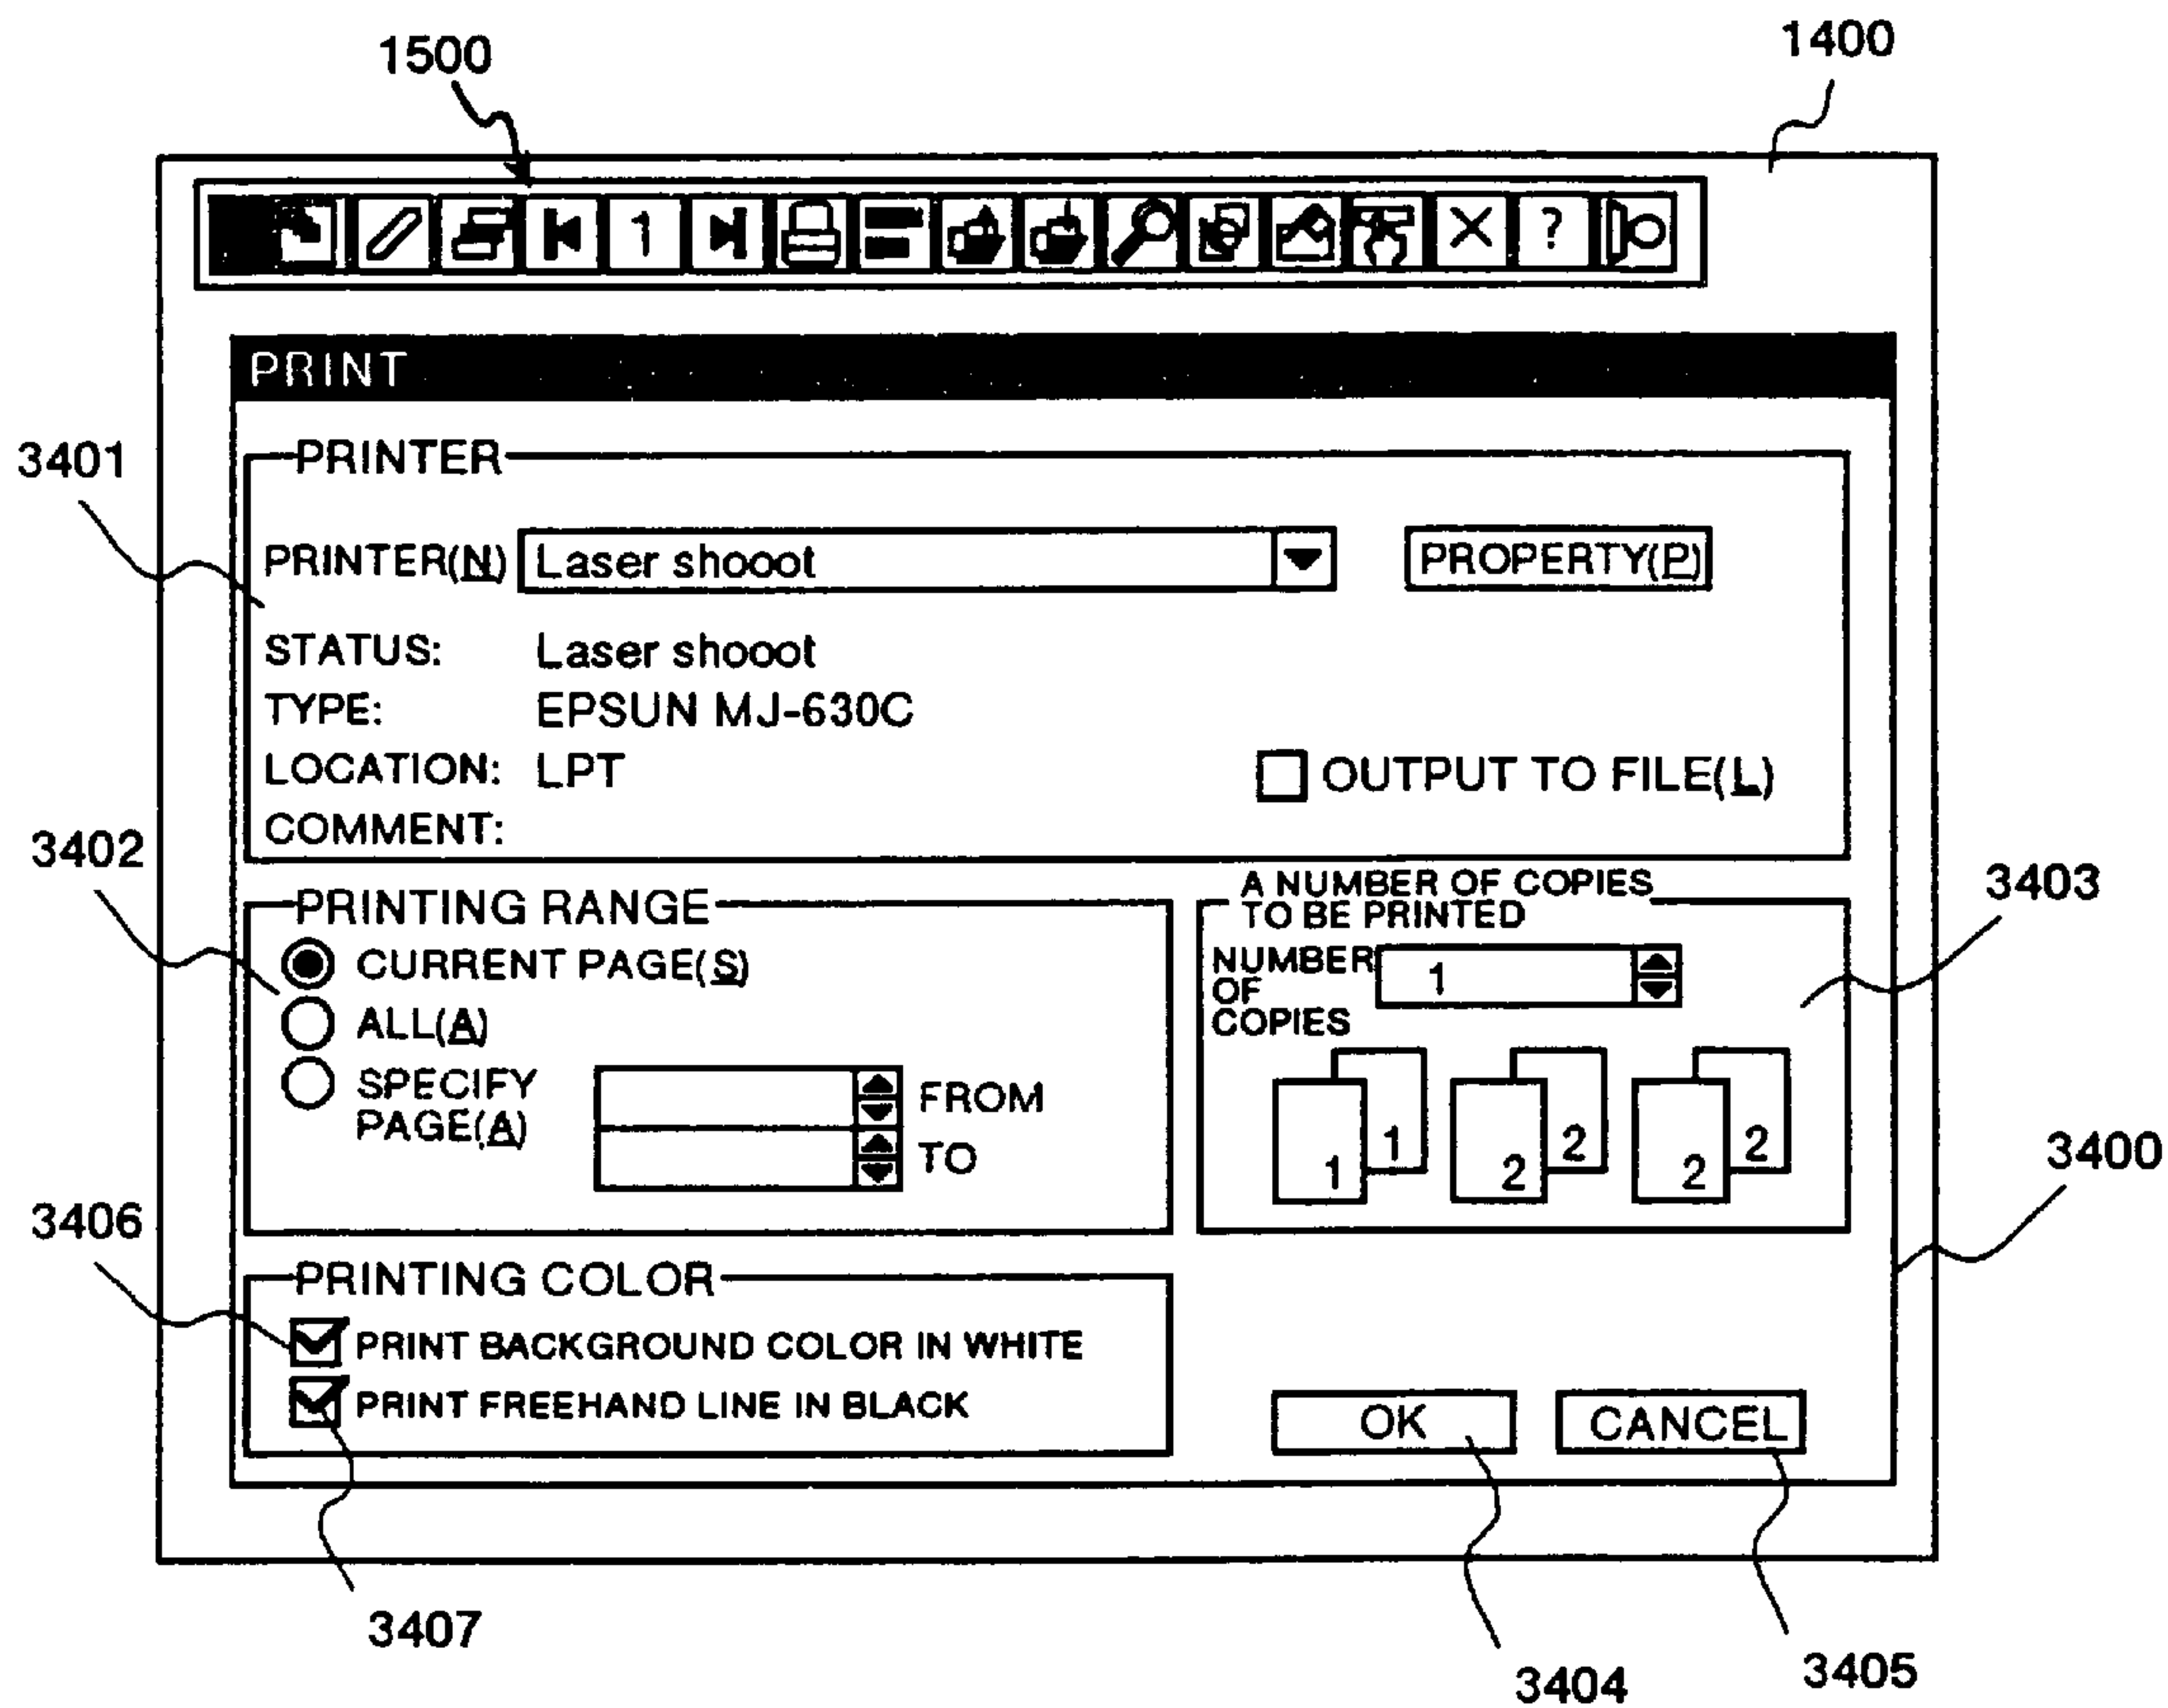 1500
1400
1
?
PRINT
3401
PRINTER
PRINTER(N)
Laser shooot
PROPERTY(P)
STATUS:
Laser shooot
TYPE:
EPSUN MJ-630C
LOCATION:
LPT
OUTPUT TO FILE(L)
COMMENT:
3402
PRINTING RANGE
CURRENT PAGE(S)
ALL(A)
SPECIFY
PAGE(A)
FROM
TO
A NUMBER OF COPIES
TO BE PRINTED
3403
NUMBER
OF
COPIES
1
1 1
2 2
2 2
3400
3406
PRINTING COLOR
PRINT BACKGROUND COLOR IN WHITE
PRINT FREEHAND LINE IN BLACK
OK
CANCEL
3407
3404
3405